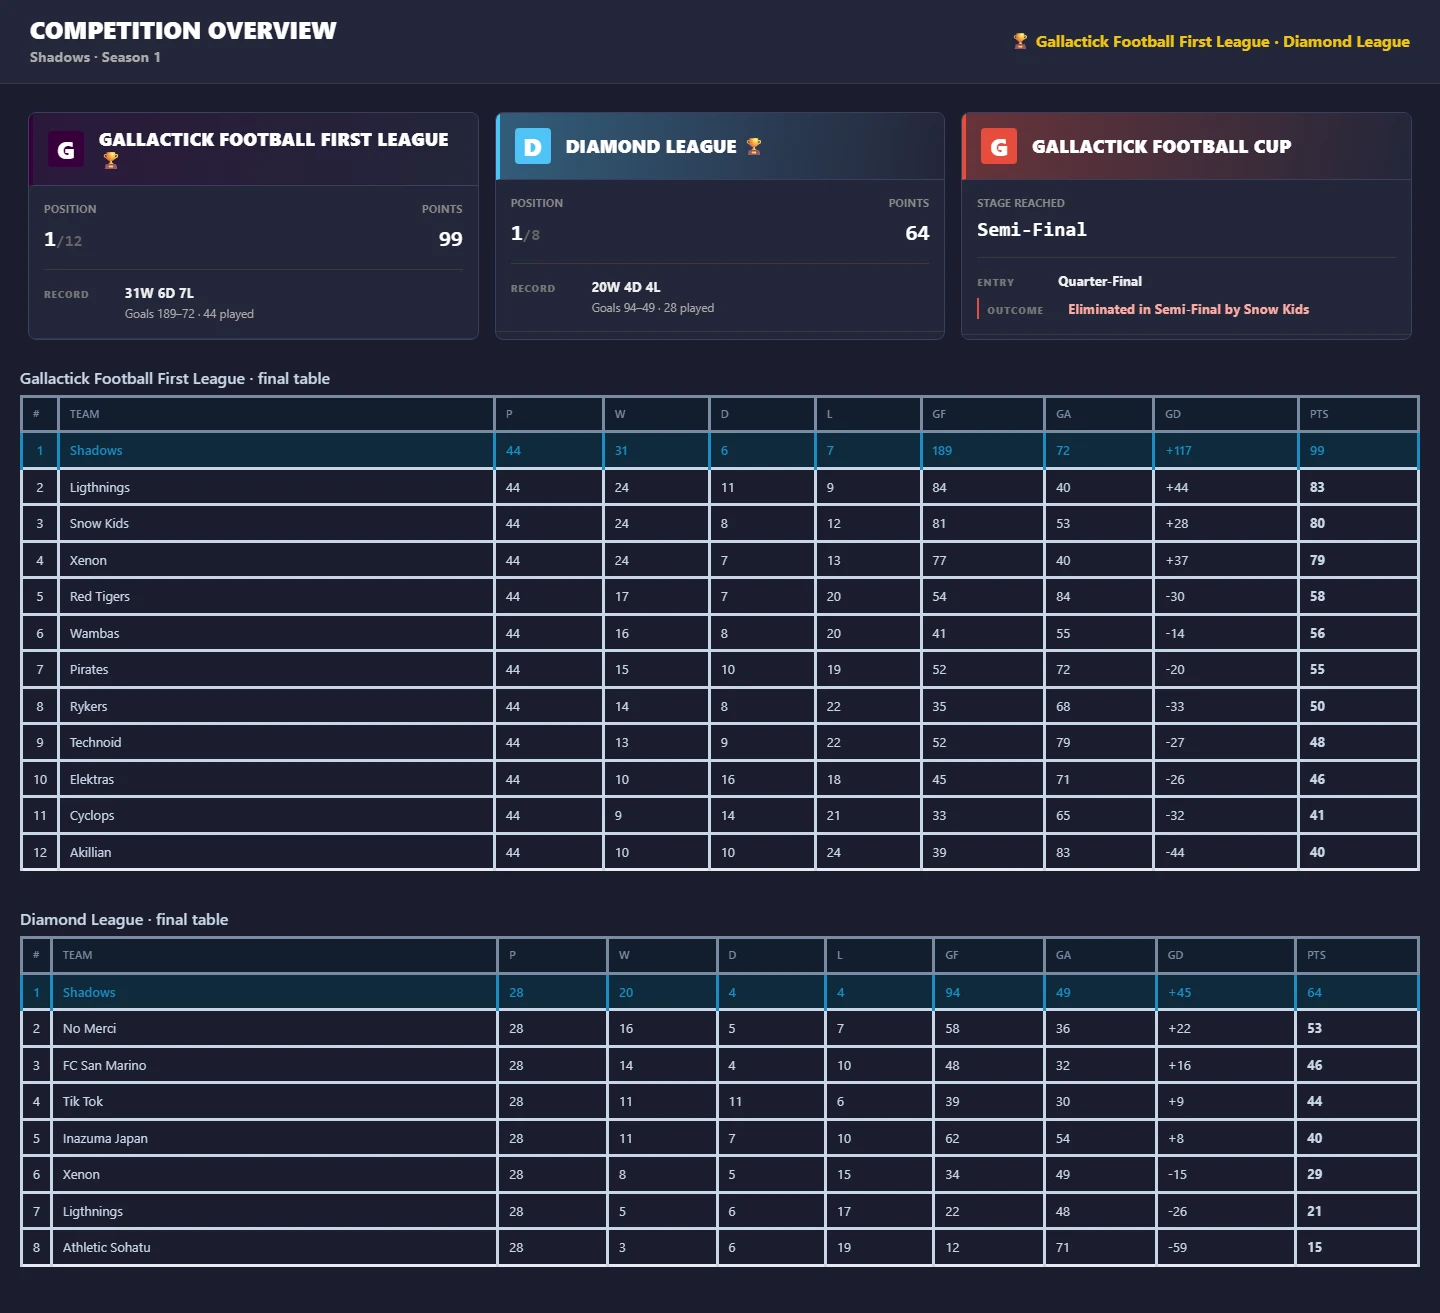 COMPETITION OVERVIEW
Shadows · Season 1
🏆 Gallactick Football First League · Diamond League
G GALLACTICK FOOTBALL FIRST LEAGUE 🏆
POSITION POINTS
1/12 99
RECORD 31W 6D 7L
Goals 189–72 · 44 played
D DIAMOND LEAGUE 🏆
POSITION POINTS
1/8 64
RECORD 20W 4D 4L
Goals 94–49 · 28 played
G GALLACTICK FOOTBALL CUP
STAGE REACHED
Semi-Final
ENTRY Quarter-Final
OUTCOME Eliminated in Semi-Final by Snow Kids
Gallactick Football First League · final table
# TEAM P W D L GF GA GD PTS
1 Shadows 44 31 6 7 189 72 +117 99
2 Ligthnings 44 24 11 9 84 40 +44 83
3 Snow Kids 44 24 8 12 81 53 +28 80
4 Xenon 44 24 7 13 77 40 +37 79
5 Red Tigers 44 17 7 20 54 84 -30 58
6 Wambas 44 16 8 20 41 55 -14 56
7 Pirates 44 15 10 19 52 72 -20 55
8 Rykers 44 14 8 22 35 68 -33 50
9 Technoid 44 13 9 22 52 79 -27 48
10 Elektras 44 10 16 18 45 71 -26 46
11 Cyclops 44 9 14 21 33 65 -32 41
12 Akillian 44 10 10 24 39 83 -44 40
Diamond League · final table
# TEAM P W D L GF GA GD PTS
1 Shadows 28 20 4 4 94 49 +45 64
2 No Merci 28 16 5 7 58 36 +22 53
3 FC San Marino 28 14 4 10 48 32 +16 46
4 Tik Tok 28 11 11 6 39 30 +9 44
5 Inazuma Japan 28 11 7 10 62 54 +8 40
6 Xenon 28 8 5 15 34 49 -15 29
7 Ligthnings 28 5 6 17 22 48 -26 21
8 Athletic Sohatu 28 3 6 19 12 71 -59 15